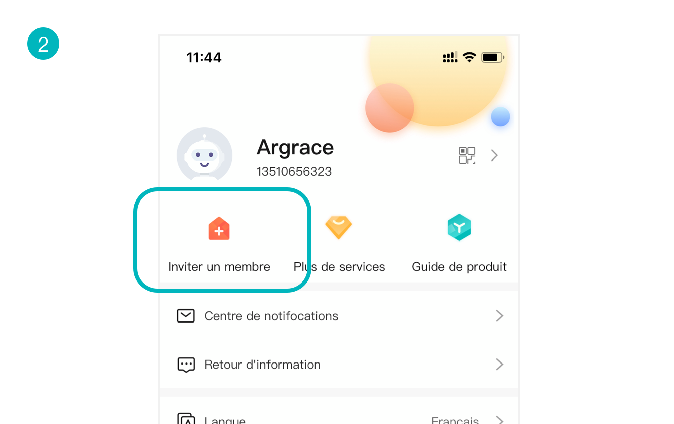 2
11:44
Argrace
13510656323
Inviter un membre
Plus de services
Guide de produit
Centre de notifocations
Retour d'information
Langue
Français